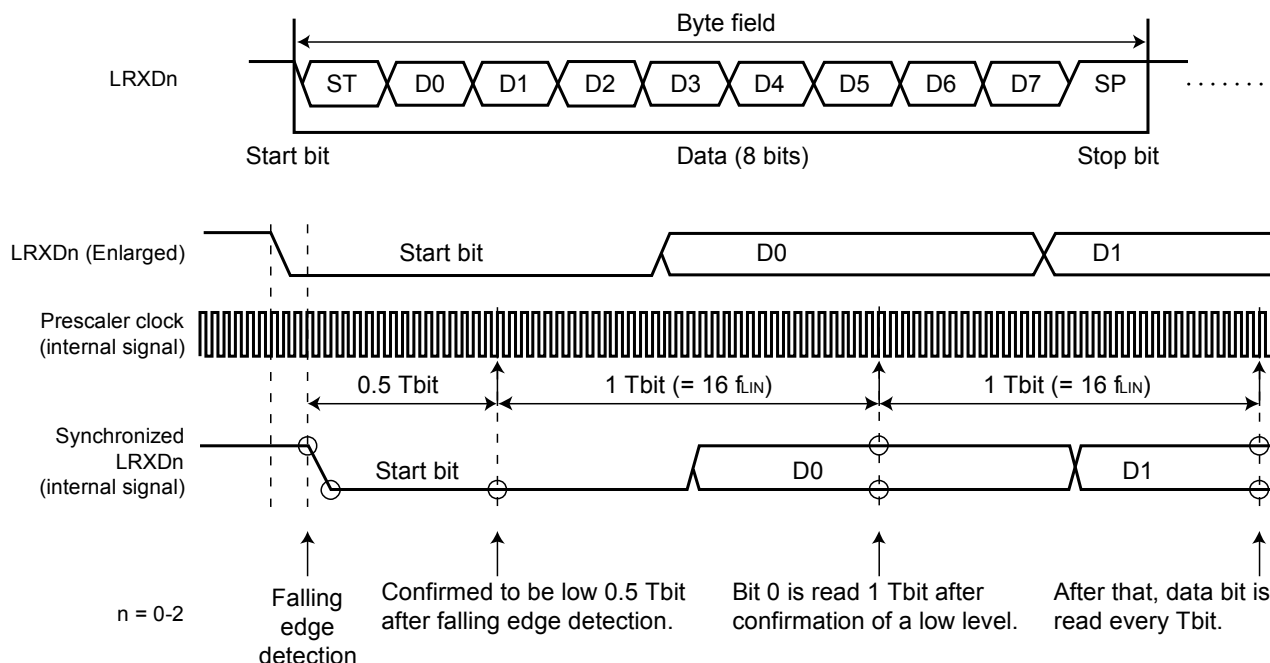 Byte field
LRXDn
ST D0 D1 D2 D3 D4 D5 D6 D7 SP ........
Start bit Data (8 bits) Stop bit
LRXDn (Enlarged)
Start bit D0 D1
Prescaler clock
(internal signal)
0.5 Tbit 1 Tbit (= 16 fLIN) 1 Tbit (= 16 fLIN)
Synchronized
LRXDn
(internal signal)
Start bit D0 D1
n = 0-2
Falling
edge
detection
Confirmed to be low 0.5 Tbit
after falling edge detection.
Bit 0 is read 1 Tbit after
confirmation of a low level.
After that, data bit is
read every Tbit.